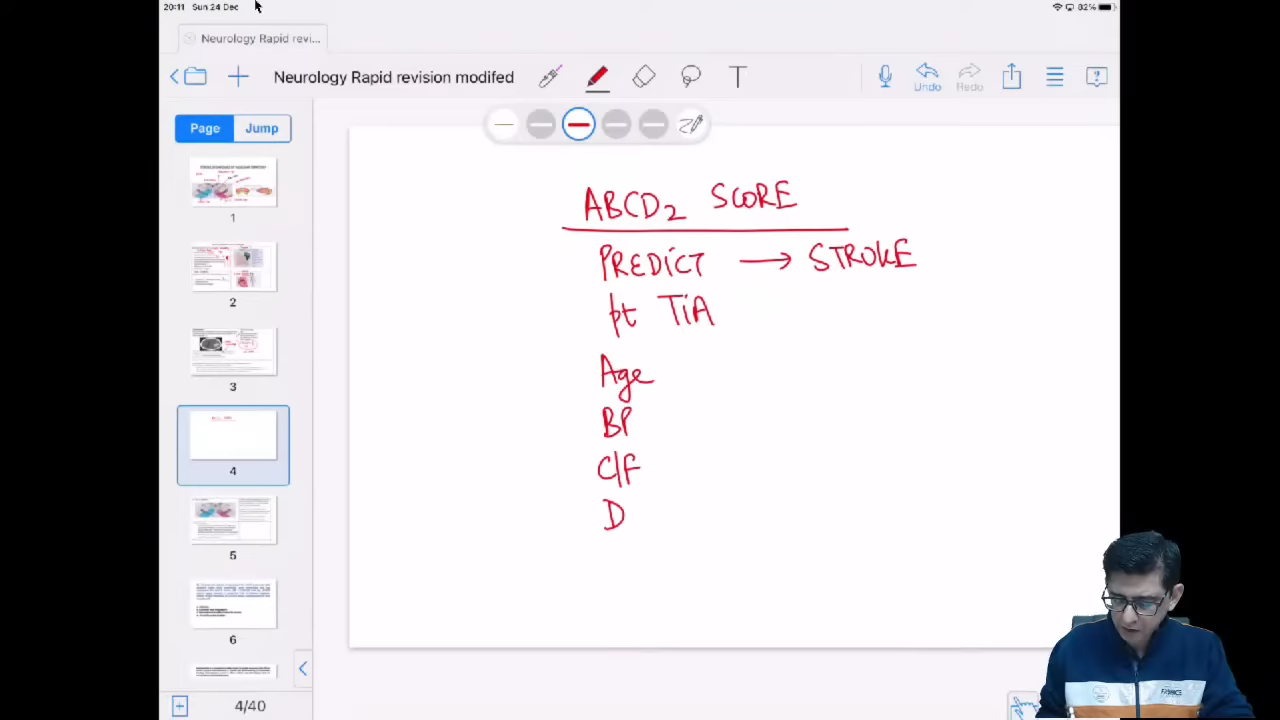 20:11 Sun 24 Dec
82%
Neurology Rapid revi...
Neurology Rapid revision modifed
T
Undo
Redo
Page
Jump
ABCD2 SCORE
PREDiCT → STROKE
pt TiA
Age
BP
C/F
D
1
2
3
4
5
6
4/40